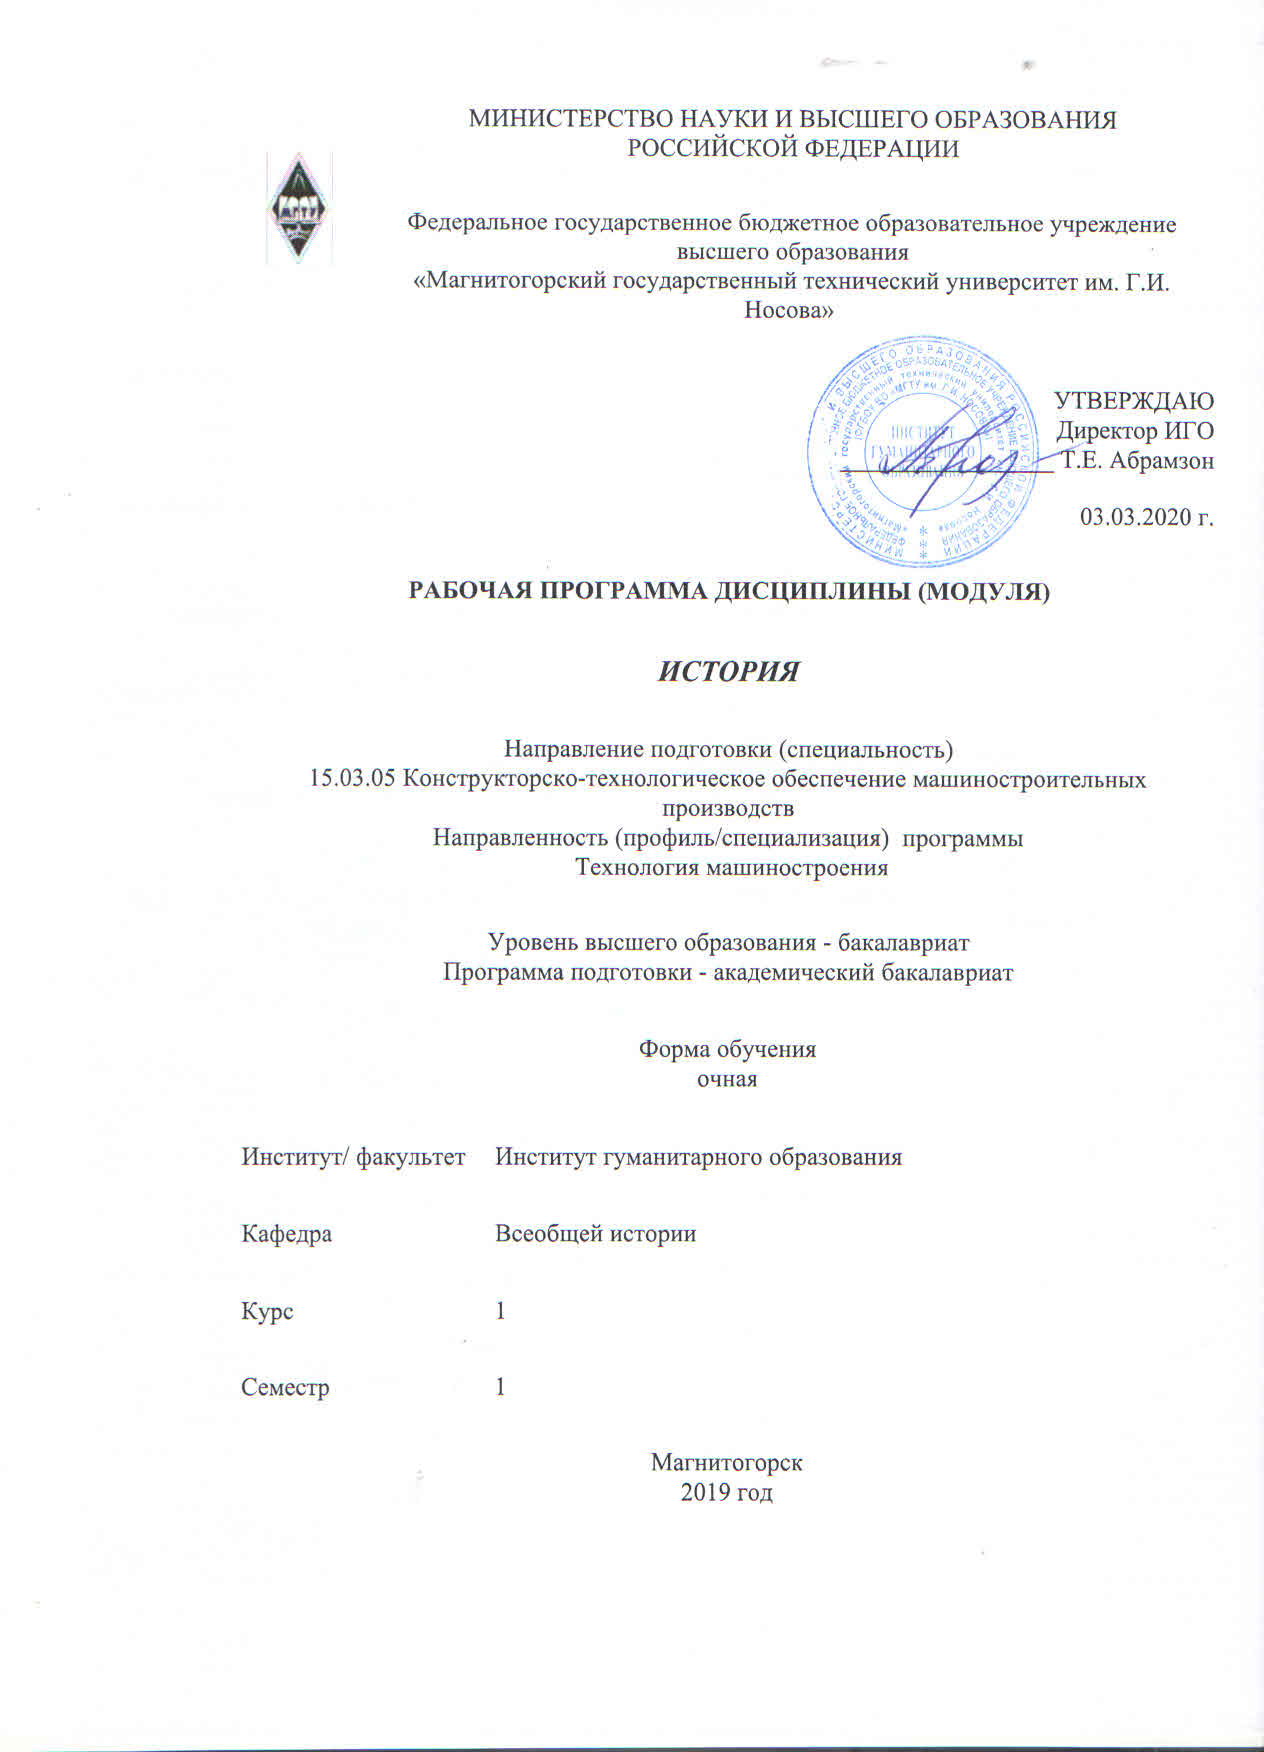 МИНИСТЕРСТВО НАУКИ И ВЫСШЕГО ОБРАЗОВАНИЯ
РОССИЙСКОЙ ФЕДЕРАЦИИ
Федеральное государственное бюджетное образовательное учреждение
высшего образования
«Магнитогорский государственный технический университет им. Г.И.
Носова»
УТВЕРЖДАЮ
Директор ИГО
Т.Е. Абрамзон
03.03.2020 г.
ИНСТИТУТ
ГУМАНИТАРНОГО
ОБРАЗОВАНИЯ
РАБОЧАЯ ПРОГРАММА ДИСЦИПЛИНЫ (МОДУЛЯ)
ИСТОРИЯ
Направление подготовки (специальность)
15.03.05 Конструкторско-технологическое обеспечение машиностроительных
производств
Направленность (профиль/специализация) программы
Технология машиностроения
Уровень высшего образования - бакалавриат
Программа подготовки - академический бакалавриат
Форма обучения
очная
Институт/ факультет Институт гуманитарного образования
Кафедра Всеобщей истории
Курс 1
Семестр 1
Магнитогорск
2019 год